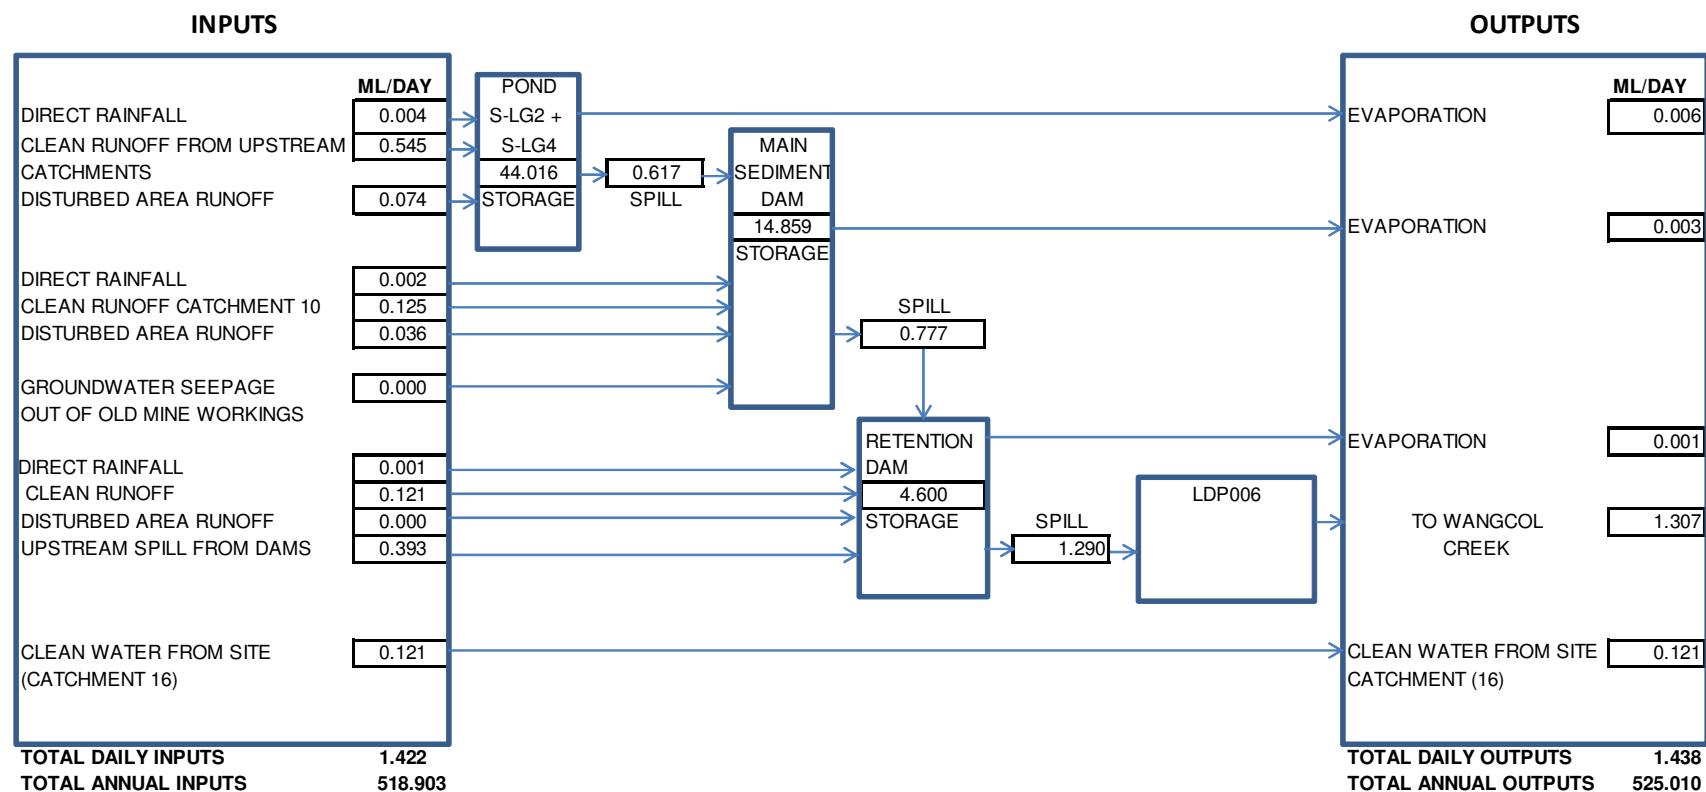 INPUTS
OUTPUTS
ML/DAY
DIRECT RAINFALL 0.004
CLEAN RUNOFF FROM UPSTREAM 0.545
CATCHMENTS
DISTURBED AREA RUNOFF 0.074
DIRECT RAINFALL 0.002
CLEAN RUNOFF CATCHMENT 10 0.125
DISTURBED AREA RUNOFF 0.036
GROUNDWATER SEEPAGE 0.000
OUT OF OLD MINE WORKINGS
DIRECT RAINFALL 0.001
CLEAN RUNOFF 0.121
DISTURBED AREA RUNOFF 0.000
UPSTREAM SPILL FROM DAMS 0.393
CLEAN WATER FROM SITE 0.121
(CATCHMENT 16)
TOTAL DAILY INPUTS 1.422
TOTAL ANNUAL INPUTS 518.903
POND
S-LG2 +
S-LG4
44.016
STORAGE
0.617
SPILL
MAIN
SEDIMENT
DAM
14.859
STORAGE
SPILL
0.777
RETENTION
DAM
4.600
STORAGE
SPILL
1.290
LDP006
ML/DAY
EVAPORATION 0.006
EVAPORATION 0.003
EVAPORATION 0.001
TO WANGCOL 1.307
CREEK
CLEAN WATER FROM SITE 0.121
CATCHMENT (16)
TOTAL DAILY OUTPUTS 1.438
TOTAL ANNUAL OUTPUTS 525.010